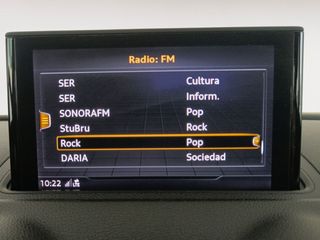 Radio: FM
SER Cultura
SER Inform.
SONORAFM Pop
StuBru Rock
Rock Pop
DARIA Sociedad
10:22